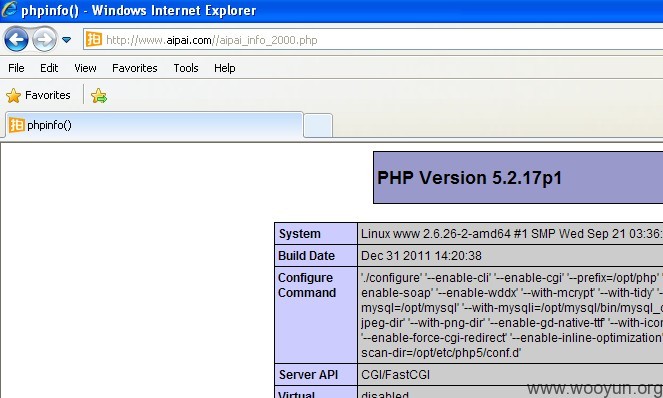 phpinfo() - Windows Internet Explorer
http://www.aipai.com//aipai_info_2000.php
File Edit View Favorites Tools Help
Favorites
拍 phpinfo()
PHP Version 5.2.17p1
System Linux www 2.6.26-2-amd64 #1 SMP Wed Sep 21 03:36:
Build Date Dec 31 2011 14:20:38
Configure Command './configure' '--enable-cli' '--enable-cgi' '--prefix=/opt/php'
enable-soap' '--enable-wddx' '--with-mcrypt' '--with-tidy'
mysql=/opt/mysql' '--with-mysqli=/opt/mysql/bin/mysql_c
jpeg-dir' '--with-png-dir' '--enable-gd-native-ttf' '--with-icon
'--enable-force-cgi-redirect' '--enable-inline-optimization'
scan-dir=/opt/etc/php5/conf.d'
Server API CGI/FastCGI
Virtual disabled
www.wooyun.org